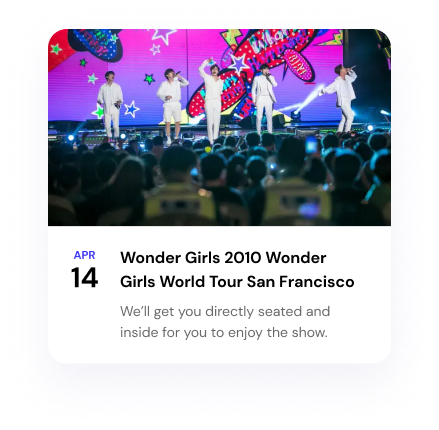 APR
14
Wonder Girls 2010 Wonder
Girls World Tour San Francisco
We'll get you directly seated and
inside for you to enjoy the show.